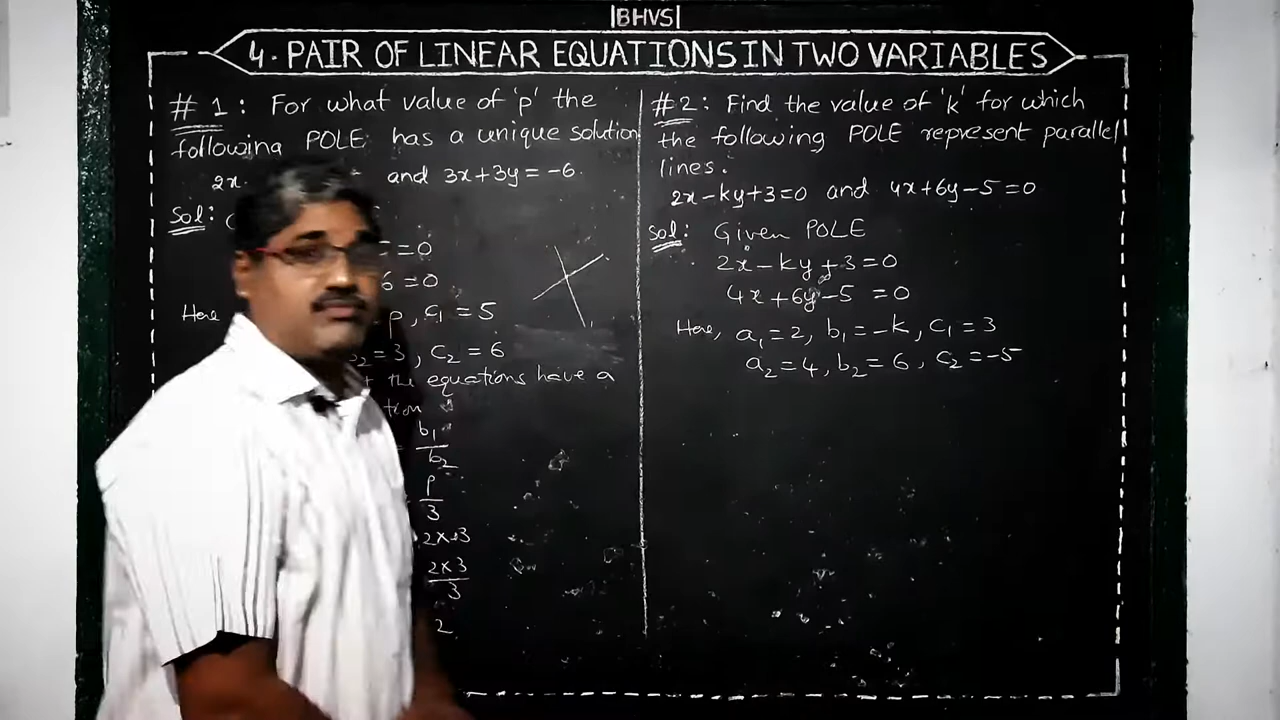 |BHVS|
4. PAIR OF LINEAR EQUATIONS IN TWO VARIABLES
# 1: For what value of 'p' the
following POLE has a unique solution
2x and 3x+3y = -6.
Sol:
=0
6 =0
Here p, c₁ = 5
₂=3, c₂ = 6
the equations have a
tion
b₁/b₂
p/3
2×3
2×3/3
2
# 2: Find the value of 'k' for which
the following POLE represent parallel
lines.
2x-ky+3=0 and 4x+6y-5=0
Sol: Given POLE
2x-ky+3=0
4x+6y-5 =0
Here, a₁=2, b₁=-k, c₁=3
a₂=4, b₂=6, c₂=-5